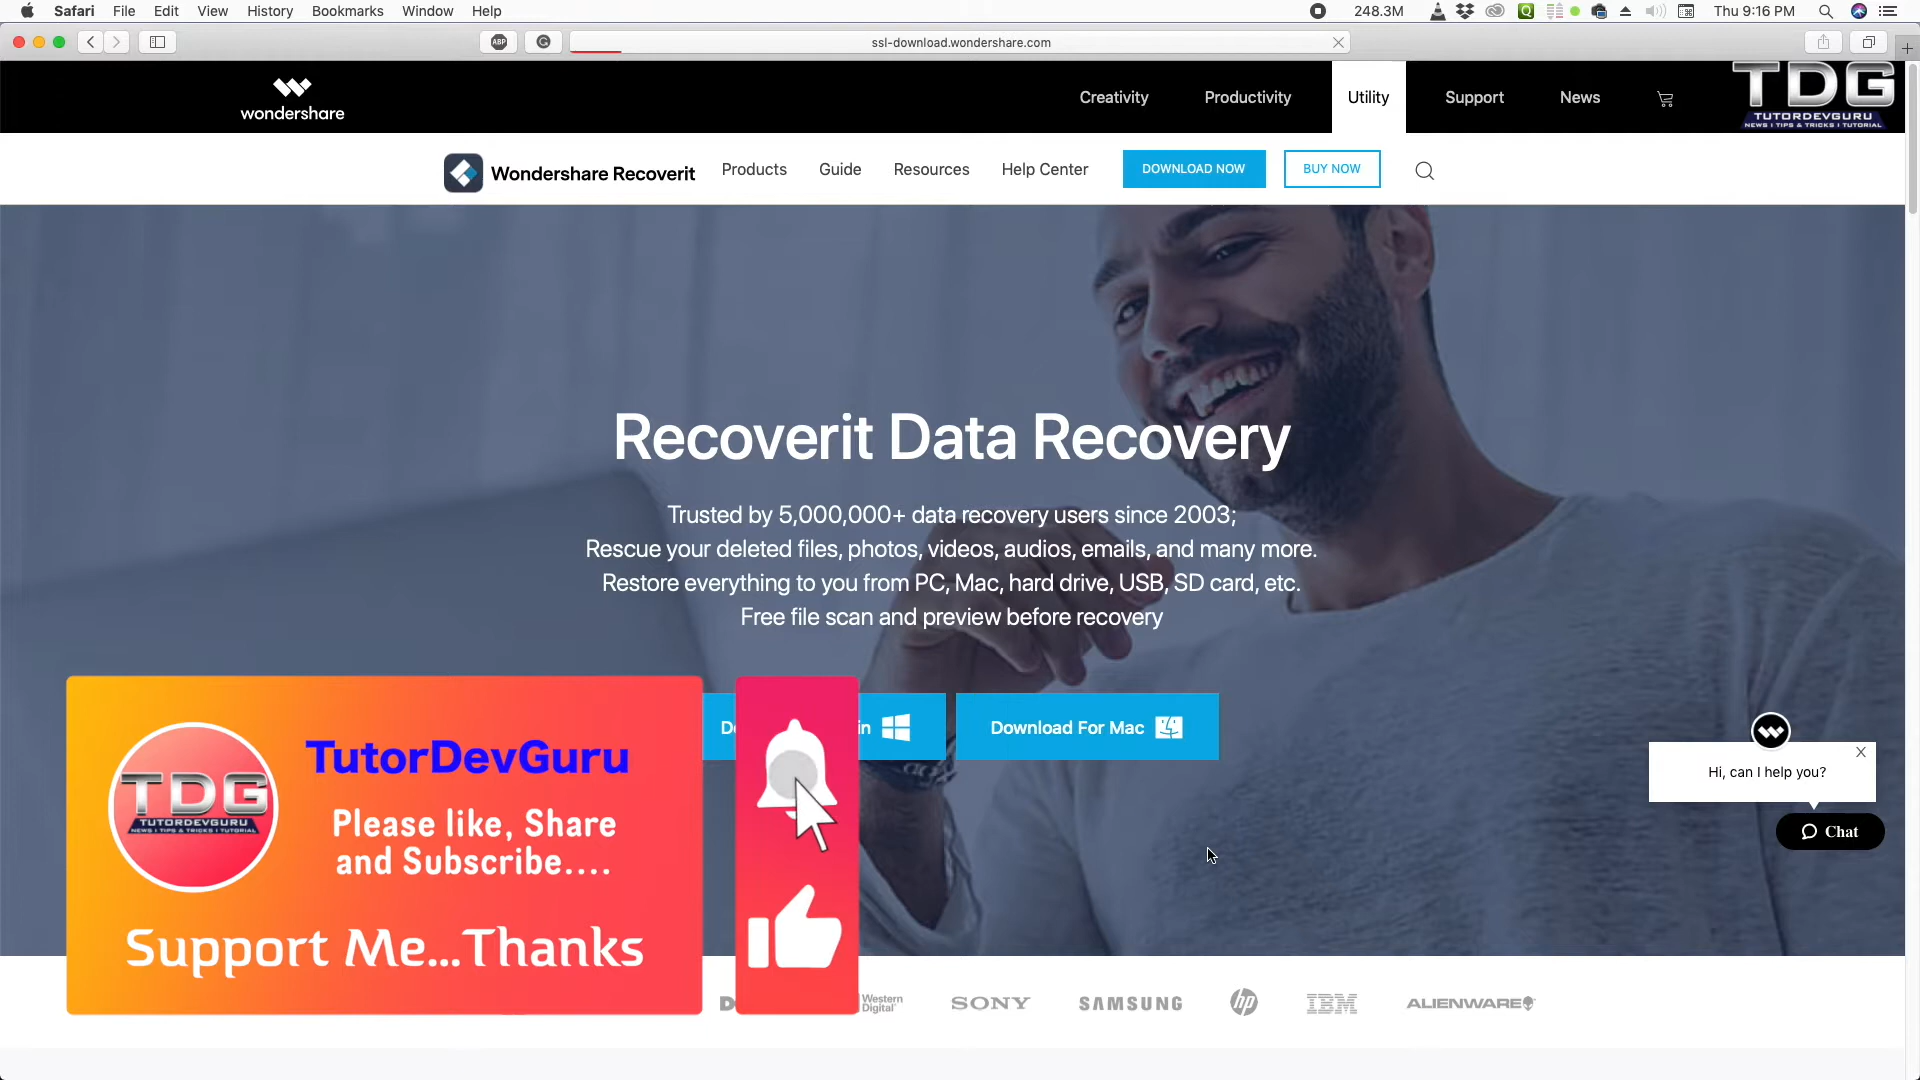 Safari File Edit View History Bookmarks Window Help 248.3M Thu 9:16 PM
ABP ssl-download.wondershare.com
wondershare Creativity Productivity Utility Support News
TDG
TUTORDEVGURU
NEWS I TIPS & TRICKS I TUTORIAL
Wondershare Recoverit Products Guide Resources Help Center DOWNLOAD NOW BUY NOW
Recoverit Data Recovery
Trusted by 5,000,000+ data recovery users since 2003;
Rescue your deleted files, photos, videos, audios, emails, and many more.
Restore everything to you from PC, Mac, hard drive, USB, SD card, etc.
Free file scan and preview before recovery
Download For Mac
Hi, can I help you?
Chat
TDG
TUTORDEVGURU
NEWS I TIPS & TRICKS I TUTORIAL
TutorDevGuru
Please like, Share
and Subscribe....
Support Me...Thanks
Western
Digital
SONY SAMSUNG hp IBM ALIENWARE